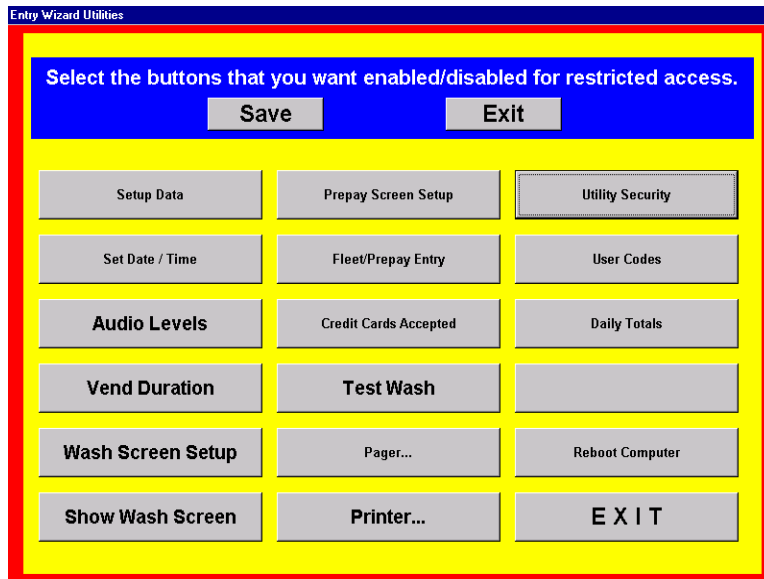 Entry Wizard Utilities
Select the buttons that you want enabled/disabled for restricted access.
Save Exit
Setup Data Prepay Screen Setup Utility Security
Set Date / Time Fleet/Prepay Entry User Codes
Audio Levels Credit Cards Accepted Daily Totals
Vend Duration Test Wash
Wash Screen Setup Pager... Reboot Computer
Show Wash Screen Printer... E X I T